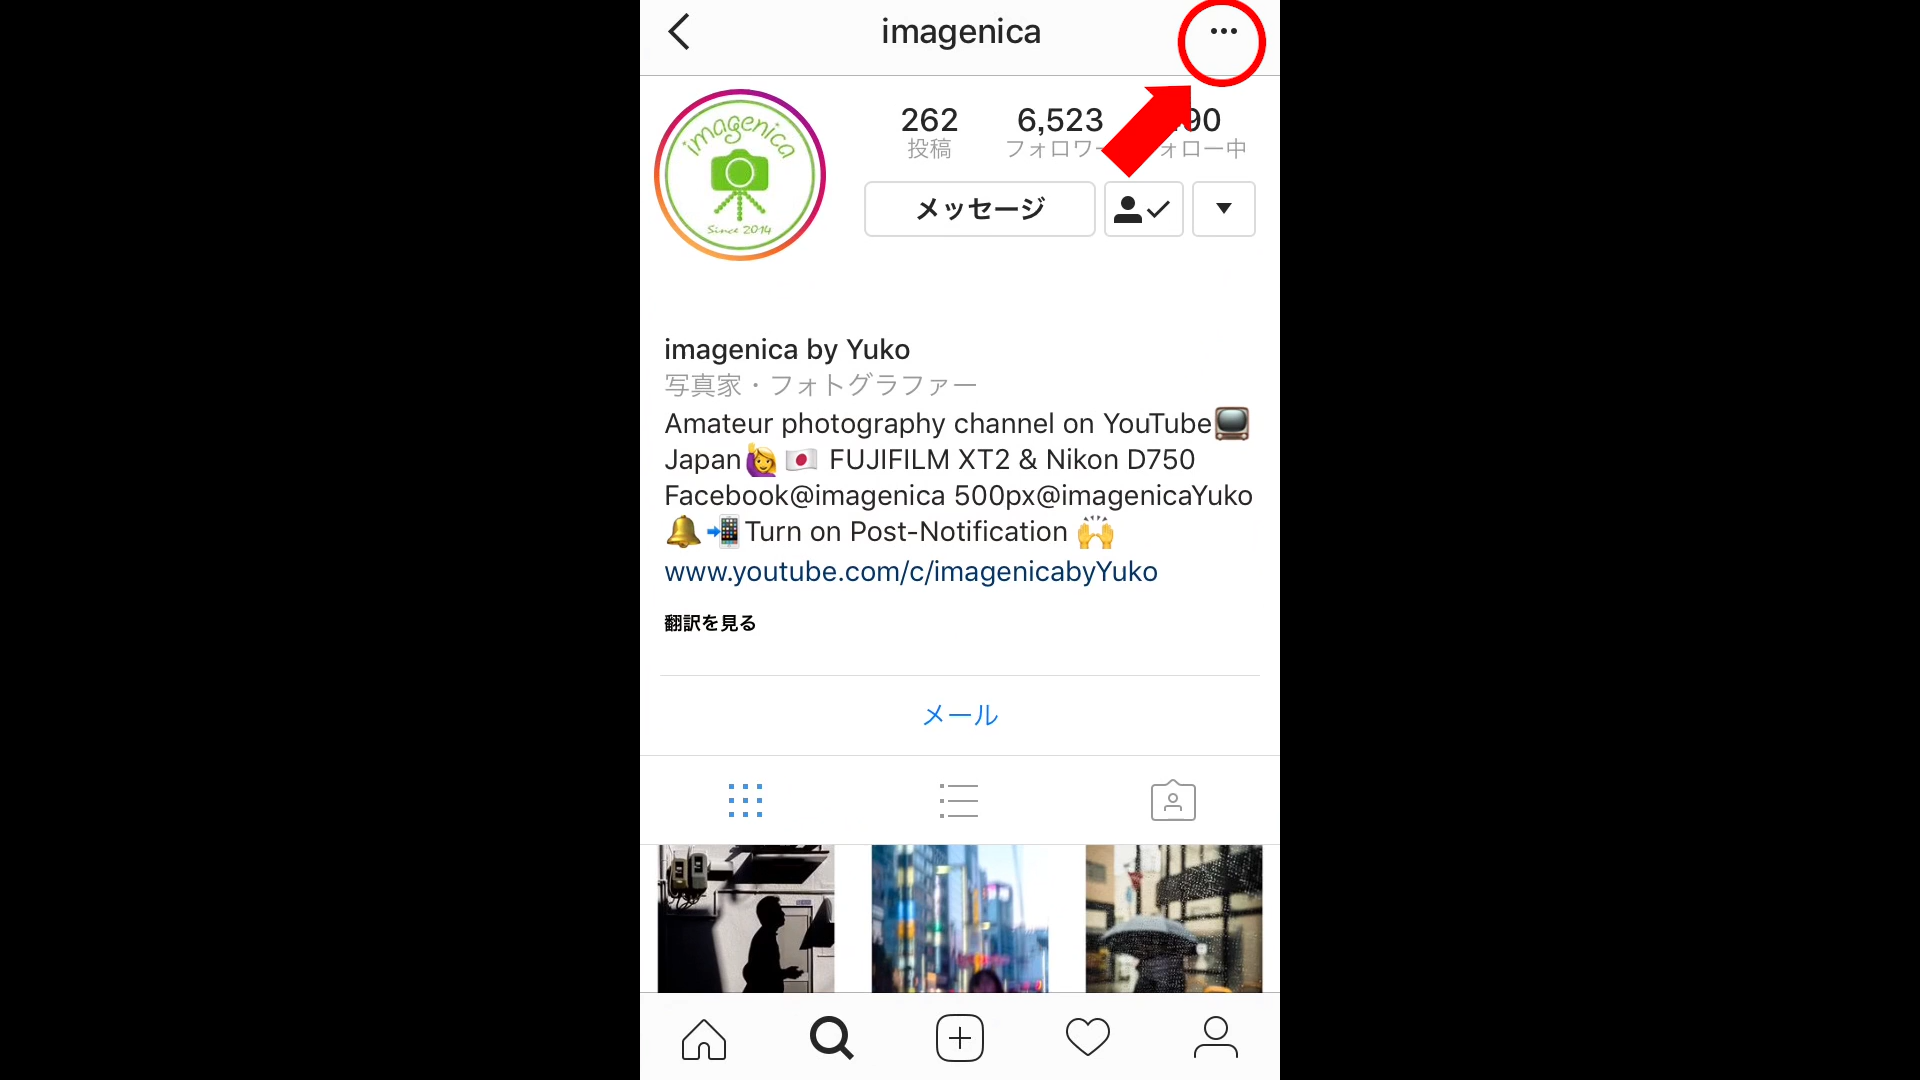 imagenica
imagenica
Since 2014
262
6,523
90
投稿
フォロワ
ォロー中
メッセージ
imagenica by Yuko
写真家・フォトグラファー
Amateur photography channel on YouTube📺
Japan🙋🇯🇵 FUJIFILM XT2 & Nikon D750
Facebook@imagenica 500px@imagenicaYuko
🔔📲Turn on Post-Notification 🙌
www.youtube.com/c/imagenicabyYuko
翻訳を見る
メール